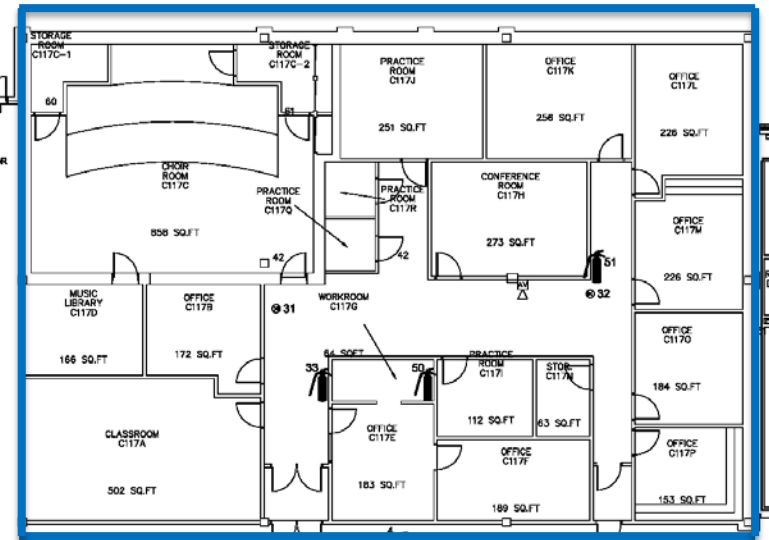 STORAGE
ROOM
C117C-1
60
STORAGE
ROOM
C117C-2
61
PRACTICE
ROOM
C117J
251 SQ.FT
OFFICE
C117K
256 SQ.FT
OFFICE
C117L
226 SQ.FT
CHOIR
ROOM
C117C
858 SQ.FT
42
PRACTICE
ROOM
C117Q
PRACTICE
ROOM
C117R
42
CONFERENCE
ROOM
C117H
273 SQ.FT
51
AV
32
OFFICE
C117M
226 SQ.FT
MUSIC
LIBRARY
C117D
166 SQ.FT
OFFICE
C117B
172 SQ.FT
31
WORKROOM
C117G
64 SQFT
33
50
PRACTICE
C117I
112 SQ.FT
STOR.
C117N
63 SQ.FT
OFFICE
C117O
184 SQ.FT
CLASSROOM
C117A
502 SQ.FT
OFFICE
C117E
183 SQ.FT
OFFICE
C117F
189 SQ.FT
OFFICE
C117P
153 SQ.FT